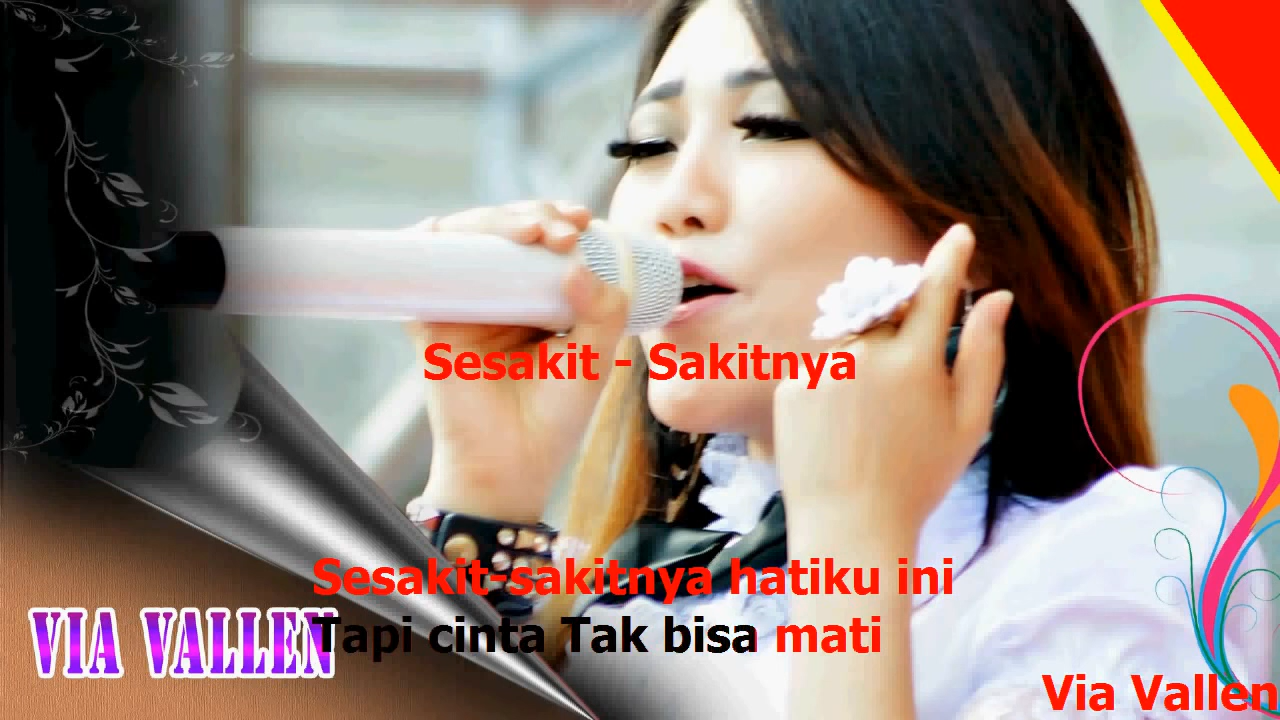 Sesakit - Sakitnya
Sesakit-sakitnya hatiku ini
Tapi cinta Tak bisa mati
VIA VALLEN
Via Vallen